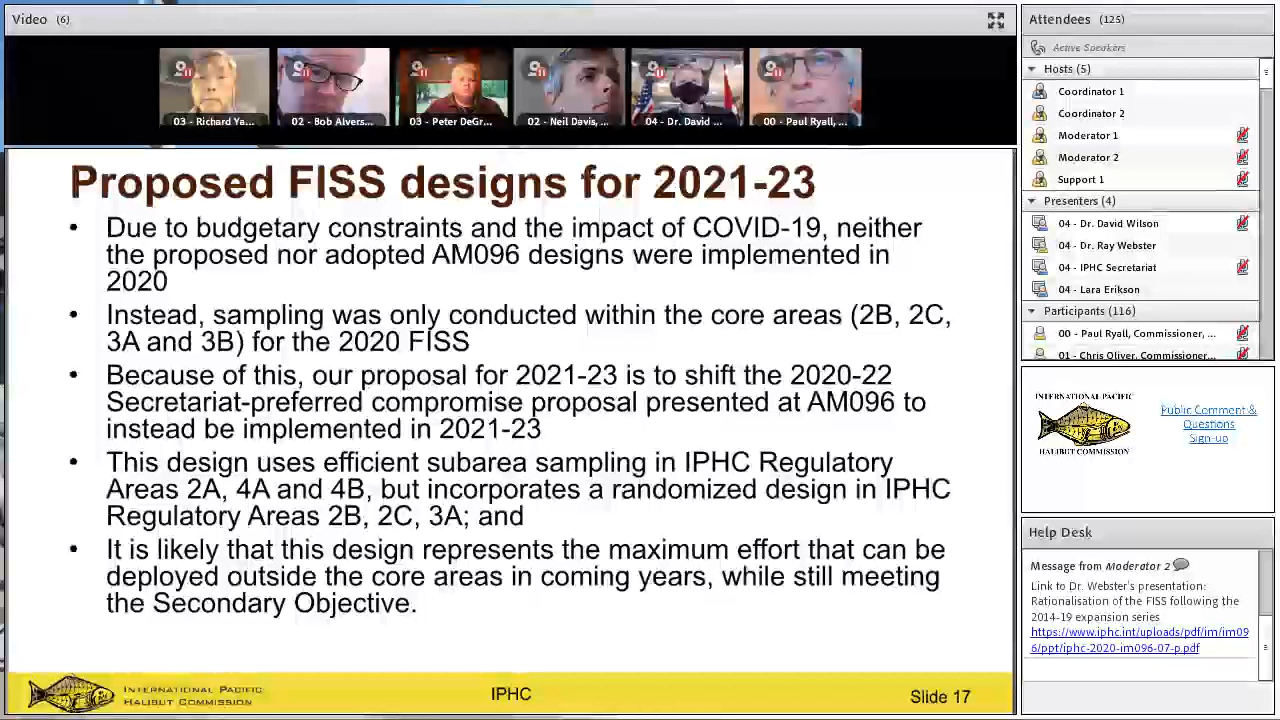 Video (6)
03 - Richard Ya...
02 - Bob Alvers...
03 - Peter DeGr...
02 - Neil Davis, ...
04 - Dr. David ...
00 - Paul Ryall, ...
Proposed FISS designs for 2021-23
• Due to budgetary constraints and the impact of COVID-19, neither
the proposed nor adopted AM096 designs were implemented in
2020
• Instead, sampling was only conducted within the core areas (2B, 2C,
3A and 3B) for the 2020 FISS
• Because of this, our proposal for 2021-23 is to shift the 2020-22
Secretariat-preferred compromise proposal presented at AM096 to
instead be implemented in 2021-23
• This design uses efficient subarea sampling in IPHC Regulatory
Areas 2A, 4A and 4B, but incorporates a randomized design in IPHC
Regulatory Areas 2B, 2C, 3A; and
• It is likely that this design represents the maximum effort that can be
deployed outside the core areas in coming years, while still meeting
the Secondary Objective.
INTERNATIONAL PACIFIC
HALIBUT COMMISSION
IPHC
Slide 17
Attendees (125)
Active Speakers
Hosts (5)
Coordinator 1
Coordinator 2
Moderator 1
Moderator 2
Support 1
Presenters (4)
04 - Dr. David Wilson
04 - Dr. Ray Webster
04 - IPHC Secretariat
04 - Lara Erikson
Participants (116)
00 - Paul Ryall, Commissioner, ...
01 - Chris Oliver, Commissioner...
INTERNATIONAL PACIFIC
HALIBUT COMMISSION
Public Comment &
Questions
Sign-up
Help Desk
Message from Moderator 2
Link to Dr. Webster's presentation:
Rationalisation of the FISS following the
2014-19 expansion series
https://www.iphc.int/uploads/pdf/im/im09
6/ppt/iphc-2020-im096-07-p.pdf